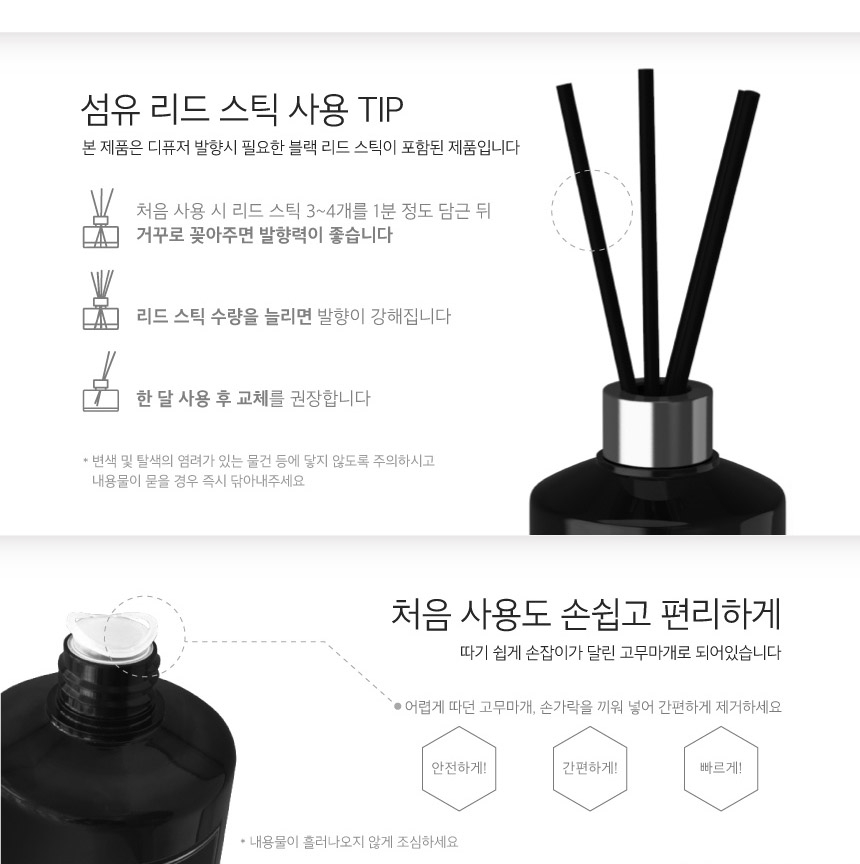 섬유 리드 스틱 사용 TIP
본 제품은 디퓨저 발향시 필요한 블랙 리드 스틱이 포함된 제품입니다
처음 사용 시 리드 스틱 3~4개를 1분 정도 담근 뒤
거꾸로 꽂아주면 발향력이 좋습니다
리드 스틱 수량을 늘리면 발향이 강해집니다
한 달 사용 후 교체를 권장합니다
* 변색 및 탈색의 염려가 있는 물건 등에 닿지 않도록 주의하시고
내용물이 묻을 경우 즉시 닦아내주세요
처음 사용도 손쉽고 편리하게
따기 쉽게 손잡이가 달린 고무마개로 되어있습니다
어렵게 따던 고무마개, 손가락을 끼워 넣어 간편하게 제거하세요
안전하게!
간편하게!
빠르게!
* 내용물이 흘러나오지 않게 조심하세요